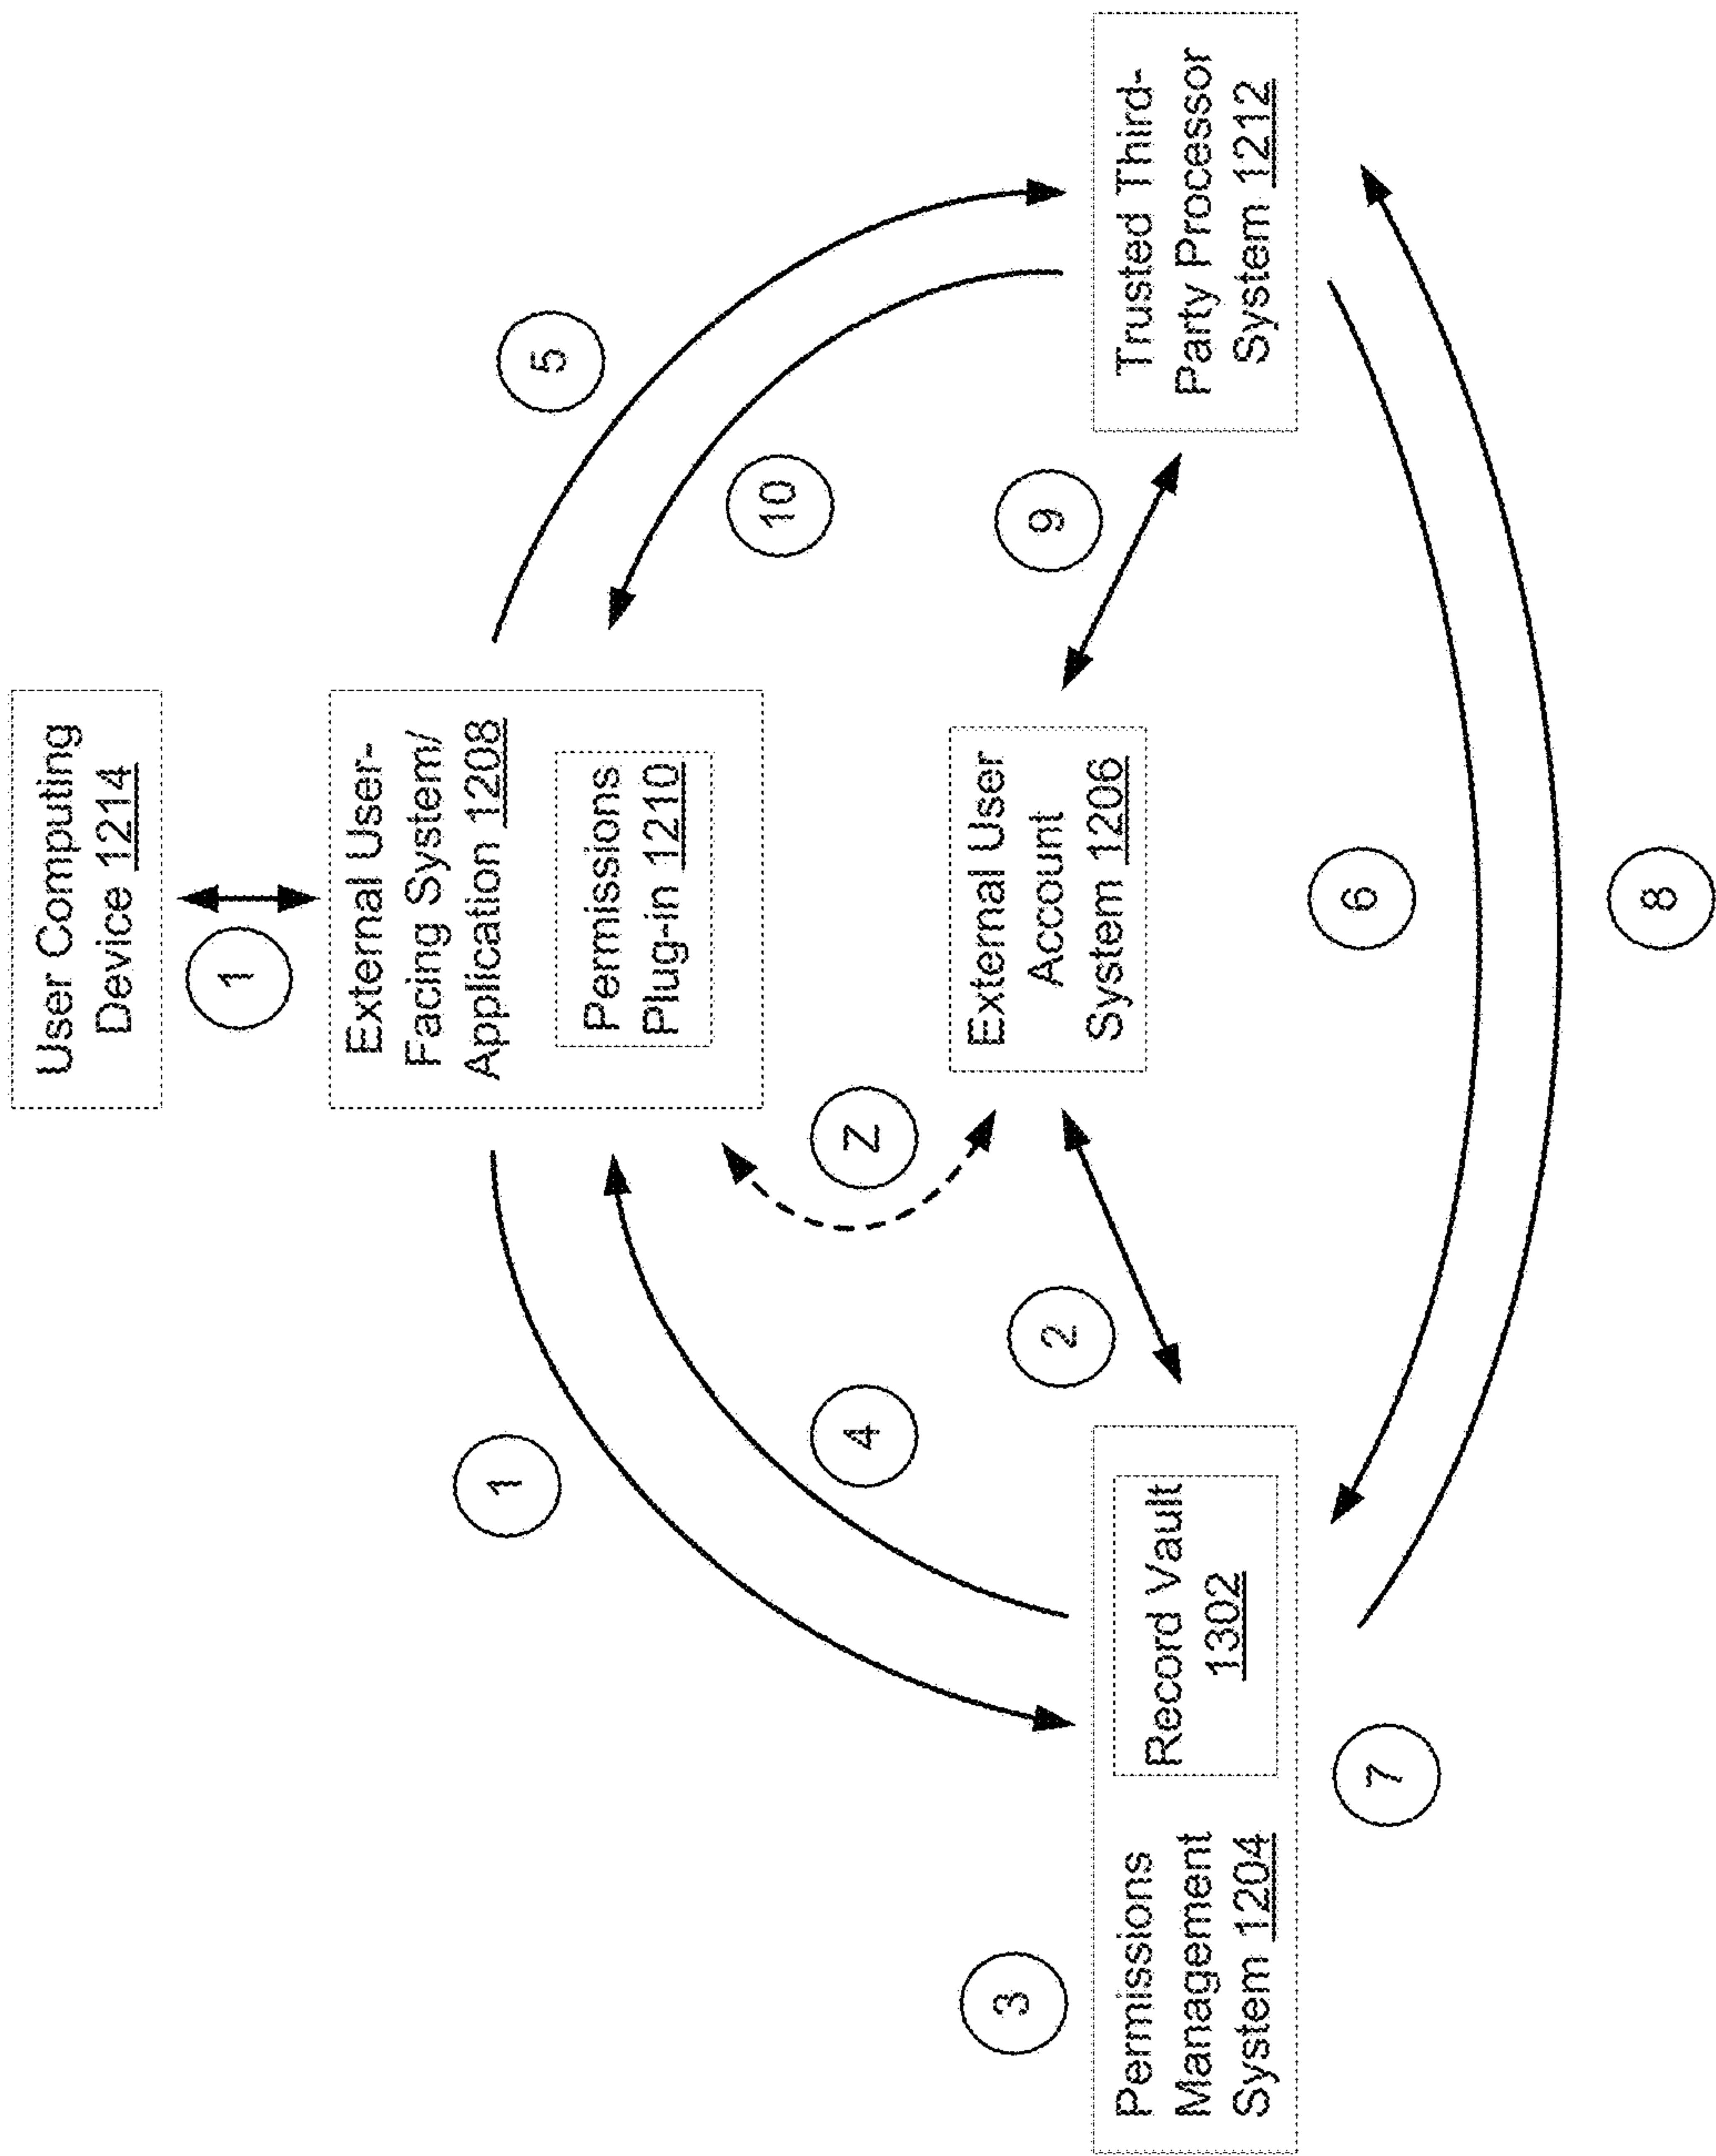 User Computing
Device 1214
1
External User-
Facing System/
Application 1208
Permissions
Plug-in 1210
1
5
10
4
Z
External User
Account
System 1206
3
2
9
Permissions
Management
System 1204
Record Vault
1302
Trusted Third-
Party Processor
System 1212
7
6
8